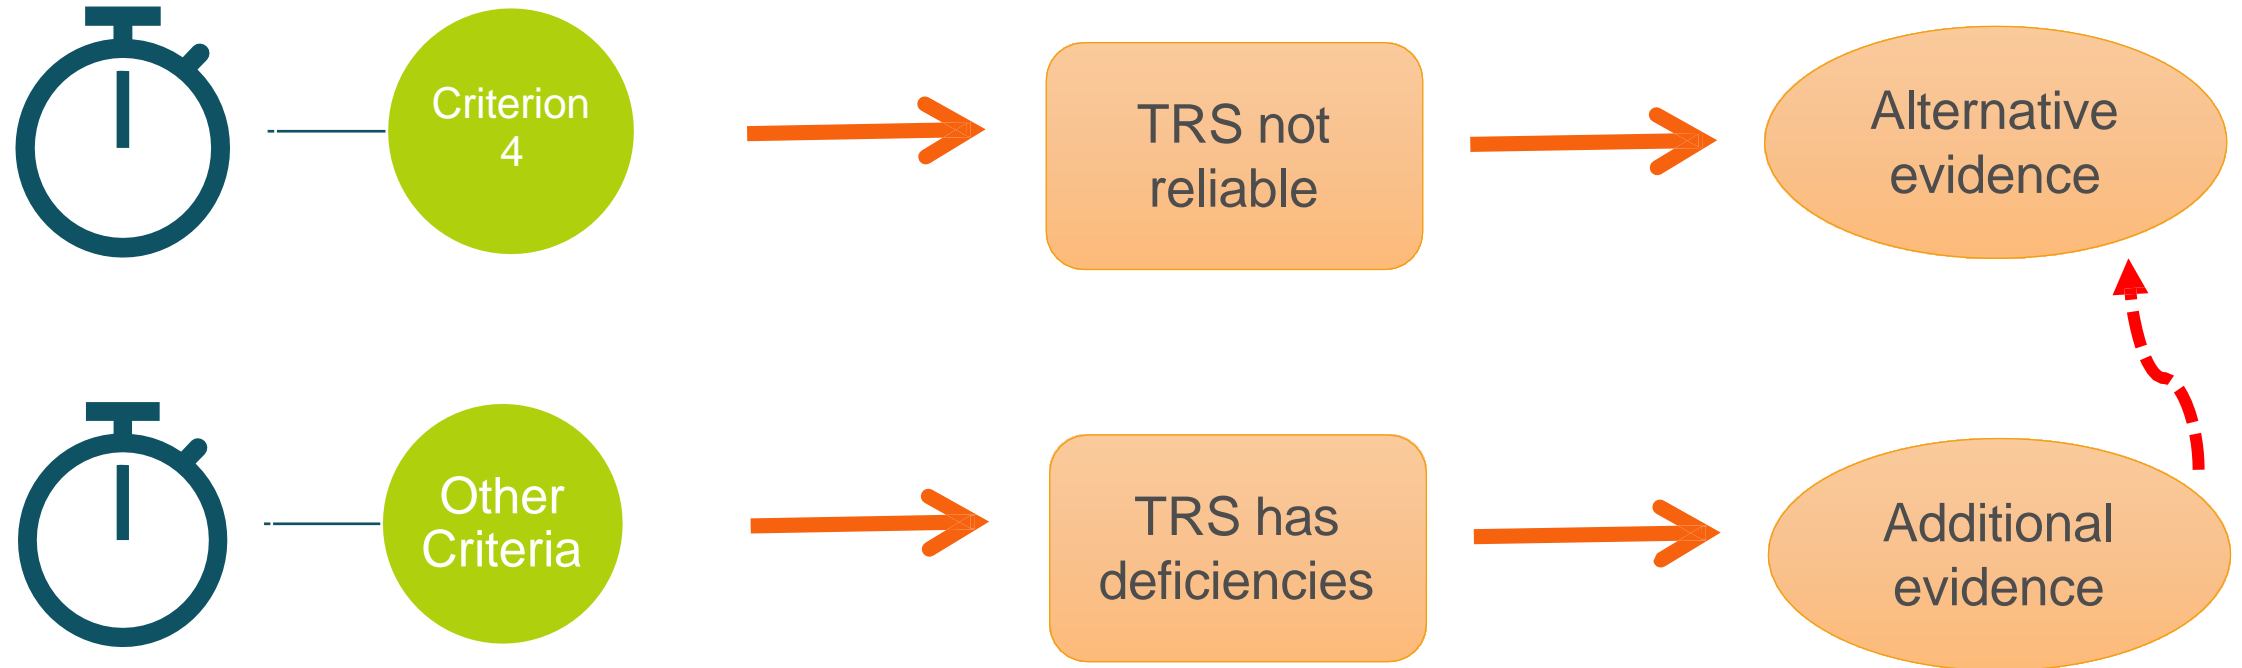 Criterion
4
TRS not
reliable
Alternative
evidence
Other
Criteria
TRS has
deficiencies
Additional
evidence